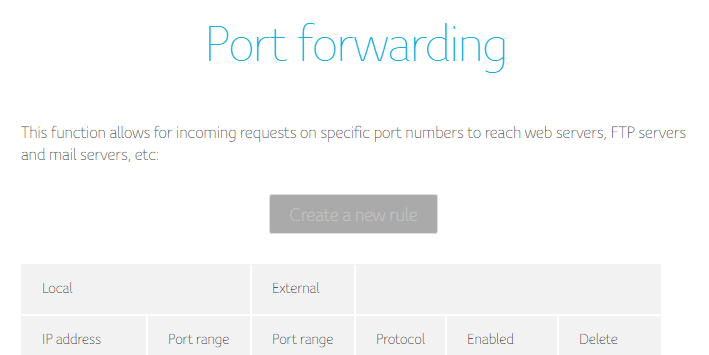 Port forwarding
This function allows for incoming requests on specific port numbers to reach web servers, FTP servers
and mail servers, etc:
Create a new rule
Local External
IP address Port range Port range Protocol Enabled Delete